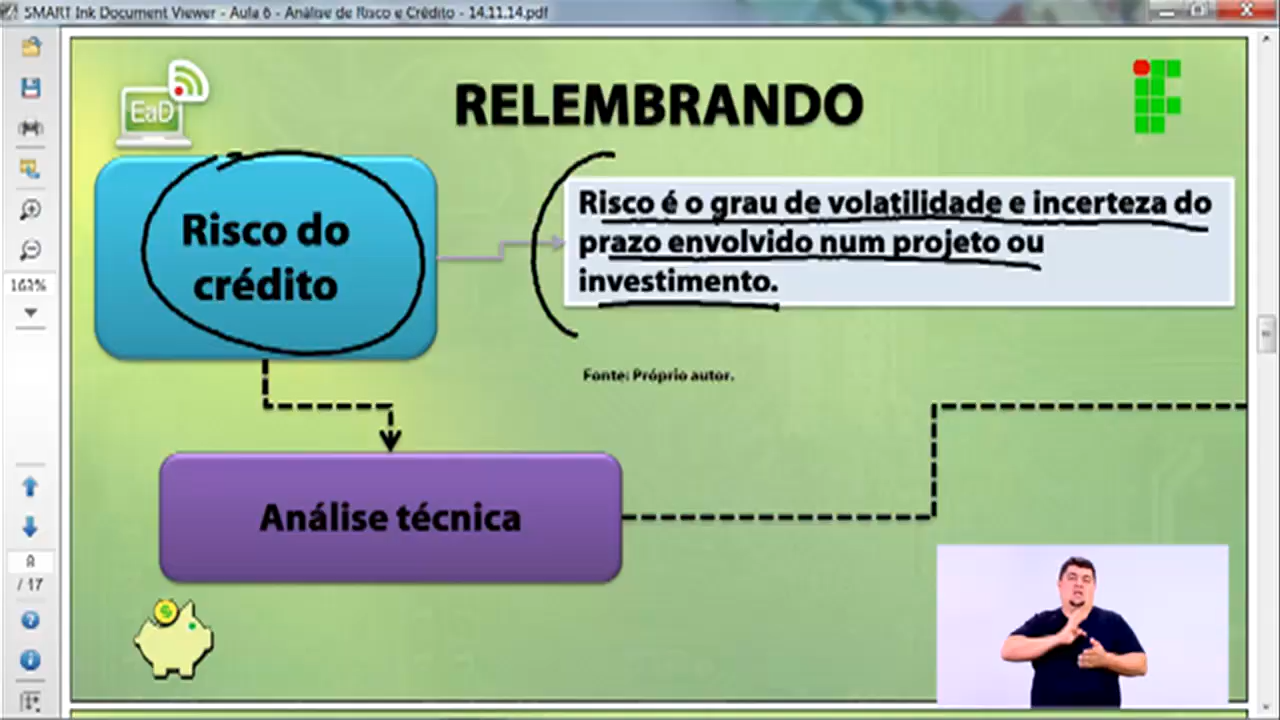 SMART Ink Document Viewer - Aula 6 - Análise de Risco e Crédito - 14.11.14.pdf
EaD
RELEMBRANDO
Risco do
crédito
Risco é o grau de volatilidade e incerteza do
prazo envolvido num projeto ou
investimento.
Fonte: Próprio autor.
Análise técnica
8
/ 17